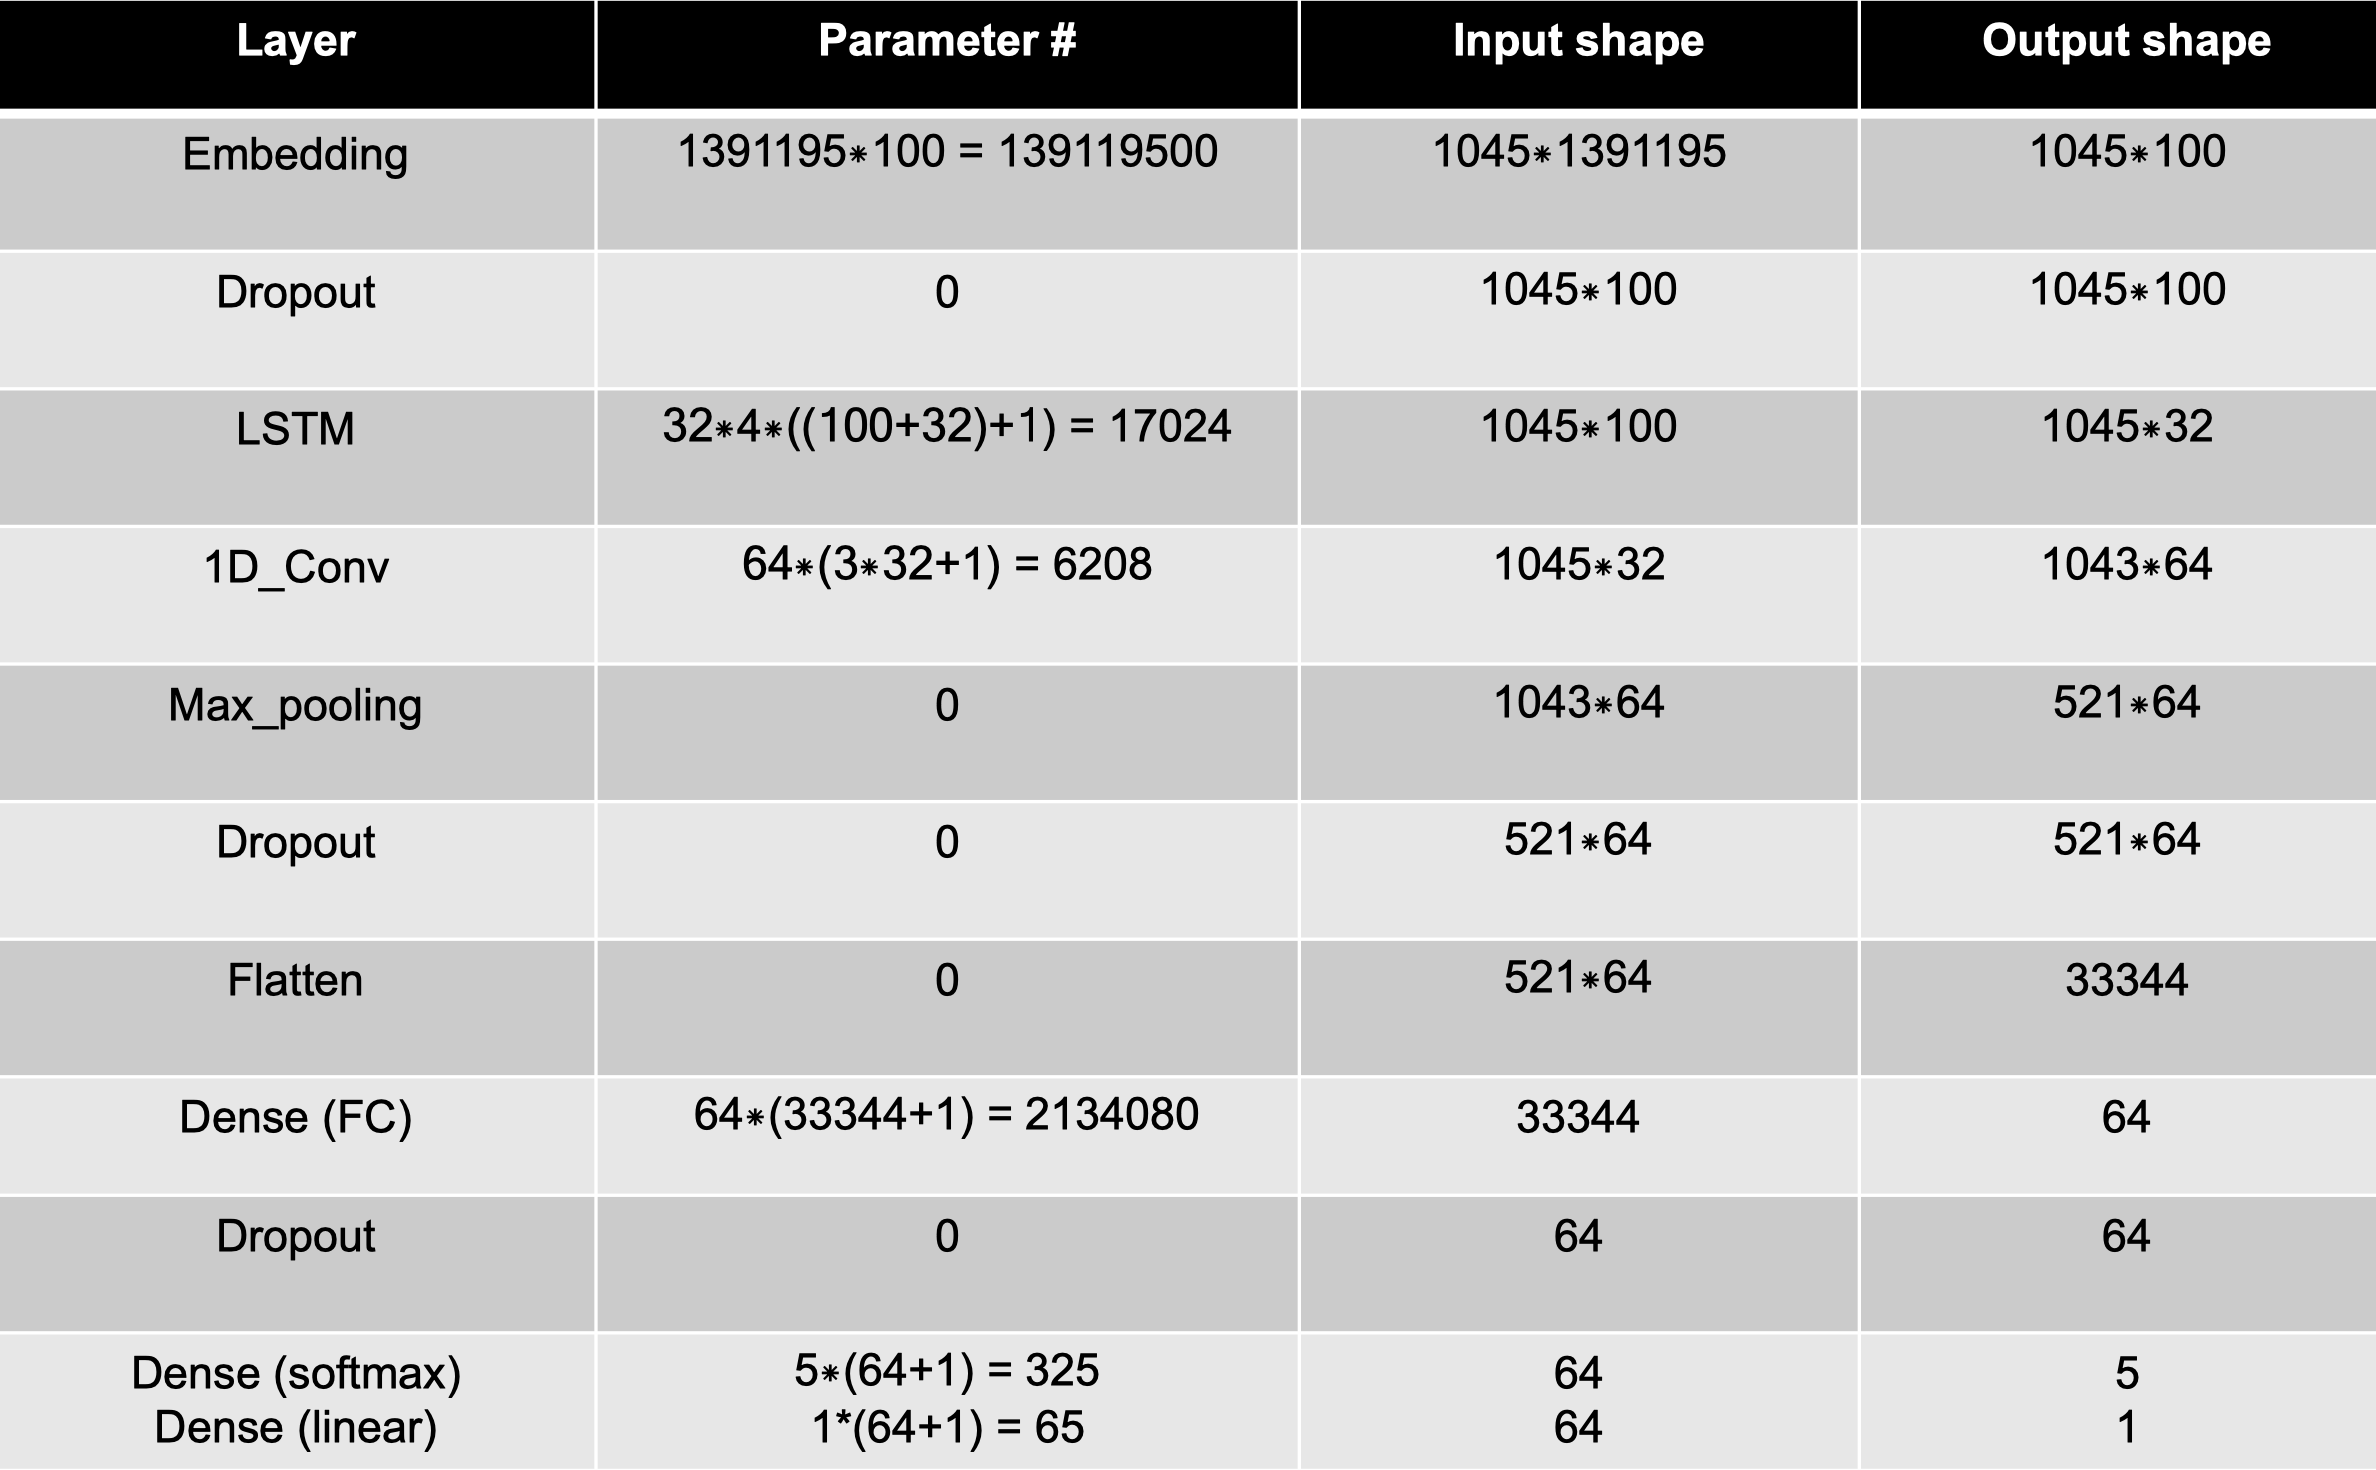 Layer Parameter # Input shape Output shape
Embedding 1391195*100 = 139119500 1045*1391195 1045*100
Dropout 0 1045*100 1045*100
LSTM 32*4*((100+32)+1) = 17024 1045*100 1045*32
1D_Conv 64*(3*32+1) = 6208 1045*32 1043*64
Max_pooling 0 1043*64 521*64
Dropout 0 521*64 521*64
Flatten 0 521*64 33344
Dense (FC) 64*(33344+1) = 2134080 33344 64
Dropout 0 64 64
Dense (softmax) 5*(64+1) = 325 64 5
Dense (linear) 1*(64+1) = 65 64 1